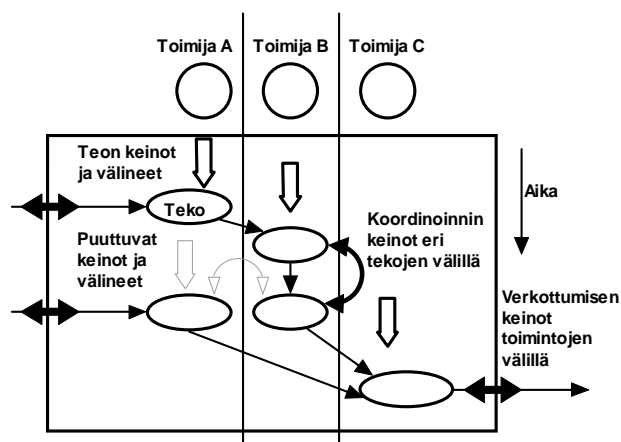 Toimija A
Toimija B
Toimija C
Teon keinot
ja välineet
Teko
Aika
Puuttuvat
keinot ja
välineet
Koordinoinnin
keinot eri
tekojen välillä
Verkottumisen
keinot
toimintojen
välillä